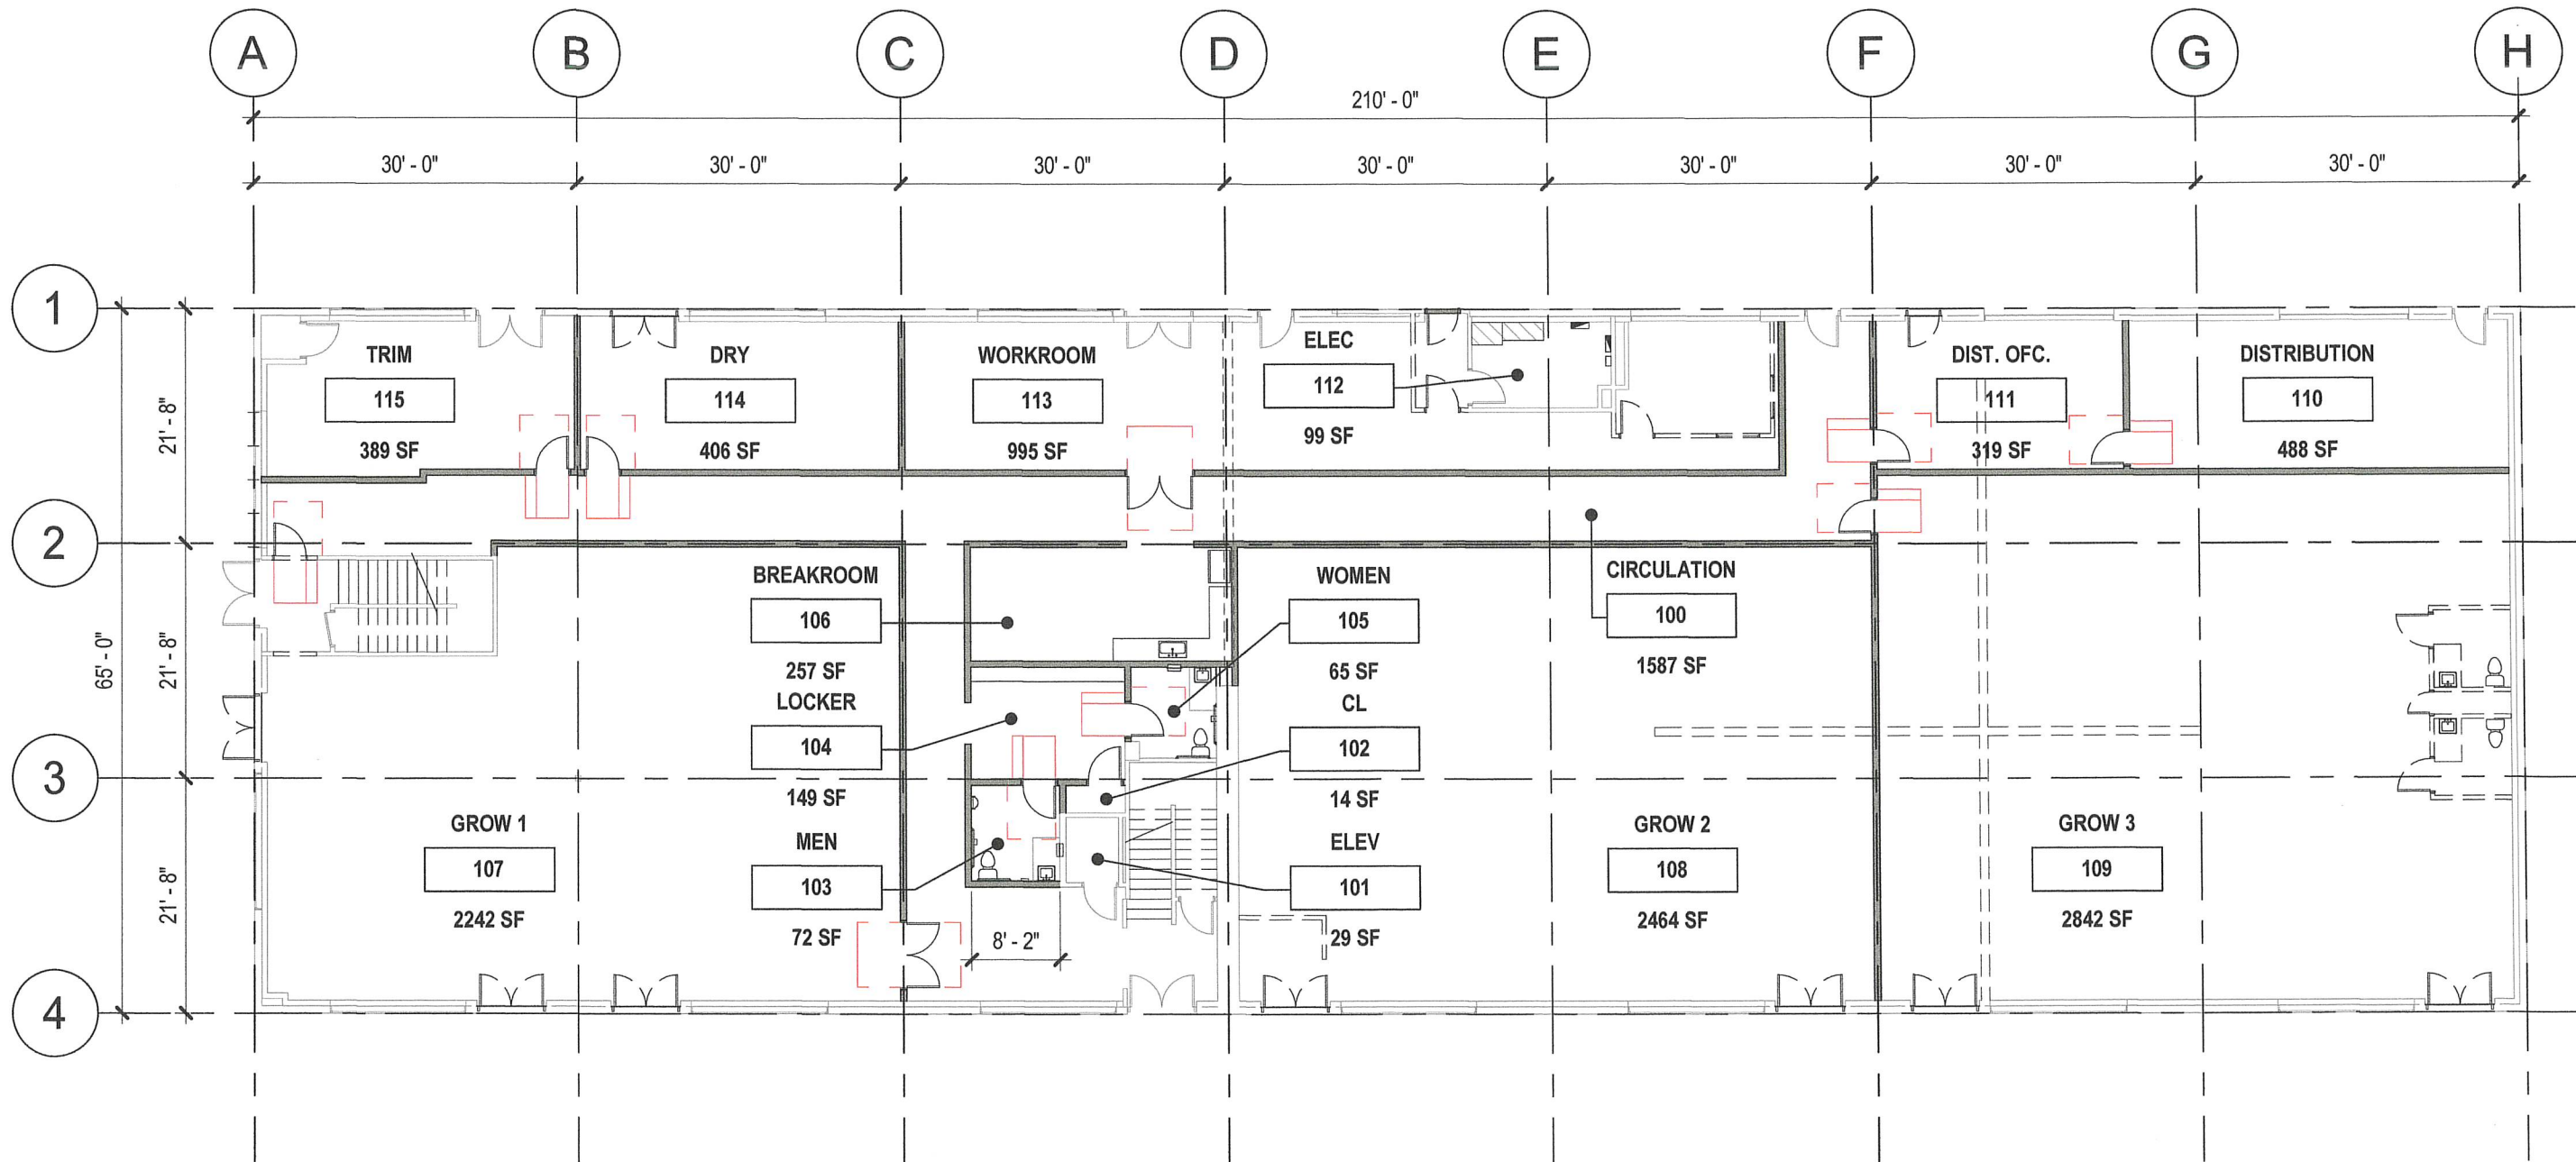 A
B
C
D
E
F
G
H
210' - 0"
30' - 0"
30' - 0"
30' - 0"
30' - 0"
30' - 0"
30' - 0"
30' - 0"
1
2
3
4
65' - 0"
21' - 8"
21' - 8"
21' - 8"
TRIM
115
389 SF
DRY
114
406 SF
WORKROOM
113
995 SF
ELEC
112
99 SF
DIST. OFC.
111
319 SF
DISTRIBUTION
110
488 SF
BREAKROOM
106
257 SF
WOMEN
105
65 SF
CIRCULATION
100
1587 SF
LOCKER
104
149 SF
CL
102
14 SF
GROW 1
107
2242 SF
MEN
103
72 SF
8' - 2"
ELEV
101
29 SF
GROW 2
108
2464 SF
GROW 3
109
2842 SF